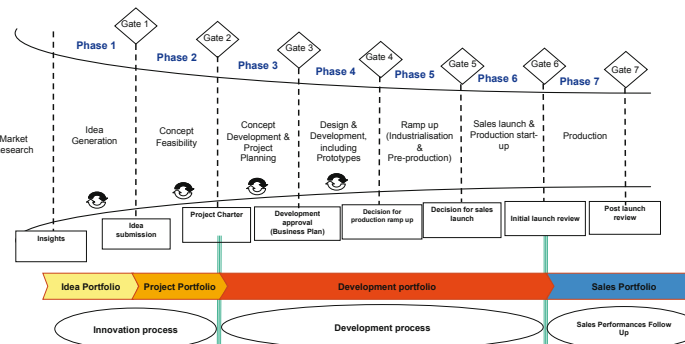 Gate 1
Gate 2
Gate 3
Gate 4
Gate 5
Gate 6
Gate 7
Phase 1
Phase 2
Phase 3
Phase 4
Phase 5
Phase 6
Phase 7
Market
esearch
Idea
Generation
Concept
Feasibility
Concept
Development &
Project
Planning
Design &
Development,
including
Prototypes
Ramp up
(Industrialisation
&
Pre-production)
Sales launch &
Production start-
up
Production
Insights
Idea
submission
Project Charter
Development
approval
(Business Plan)
Decision for
production ramp up
Decision for sales
launch
Initial launch review
Post launch
review
Idea Portfolio
Project Portfolio
Development portfolio
Sales Portfolio
Innovation process
Development process
Sales Performances Follow
Up